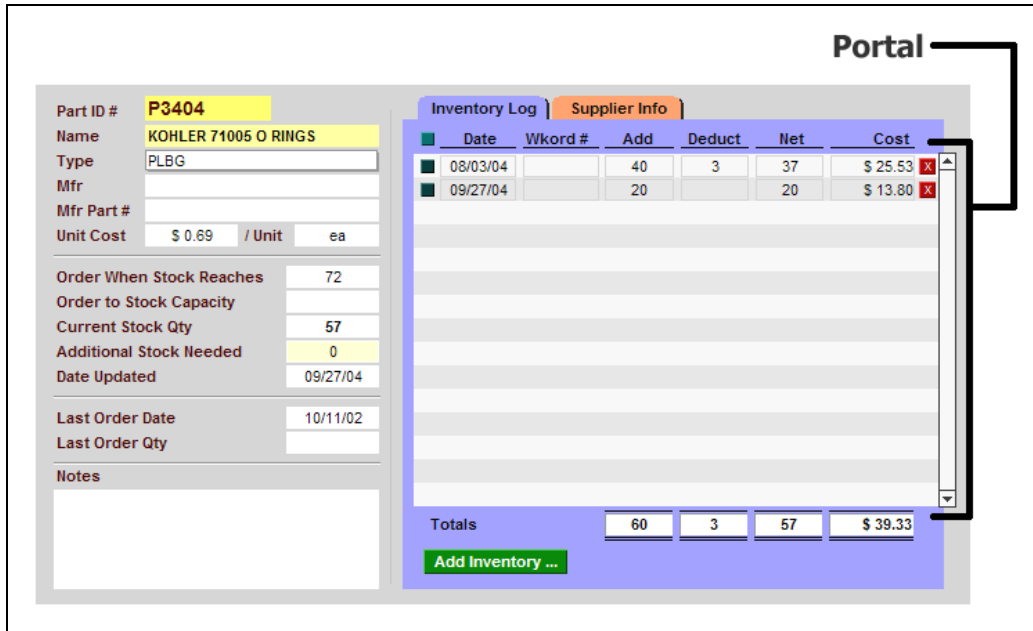 Portal
Part ID # P3404
Name KOHLER 71005 O RINGS
Type PLBG
Mfr
Mfr Part #
Unit Cost $ 0.69 / Unit ea
Order When Stock Reaches 72
Order to Stock Capacity
Current Stock Qty 57
Additional Stock Needed 0
Date Updated 09/27/04
Last Order Date 10/11/02
Last Order Qty
Notes
Inventory Log Supplier Info
Date Wkord # Add Deduct Net Cost
08/03/04 40 3 37 $ 25.53 X
09/27/04 20 20 $ 13.80 X
Totals 60 3 57 $ 39.33
Add Inventory ...